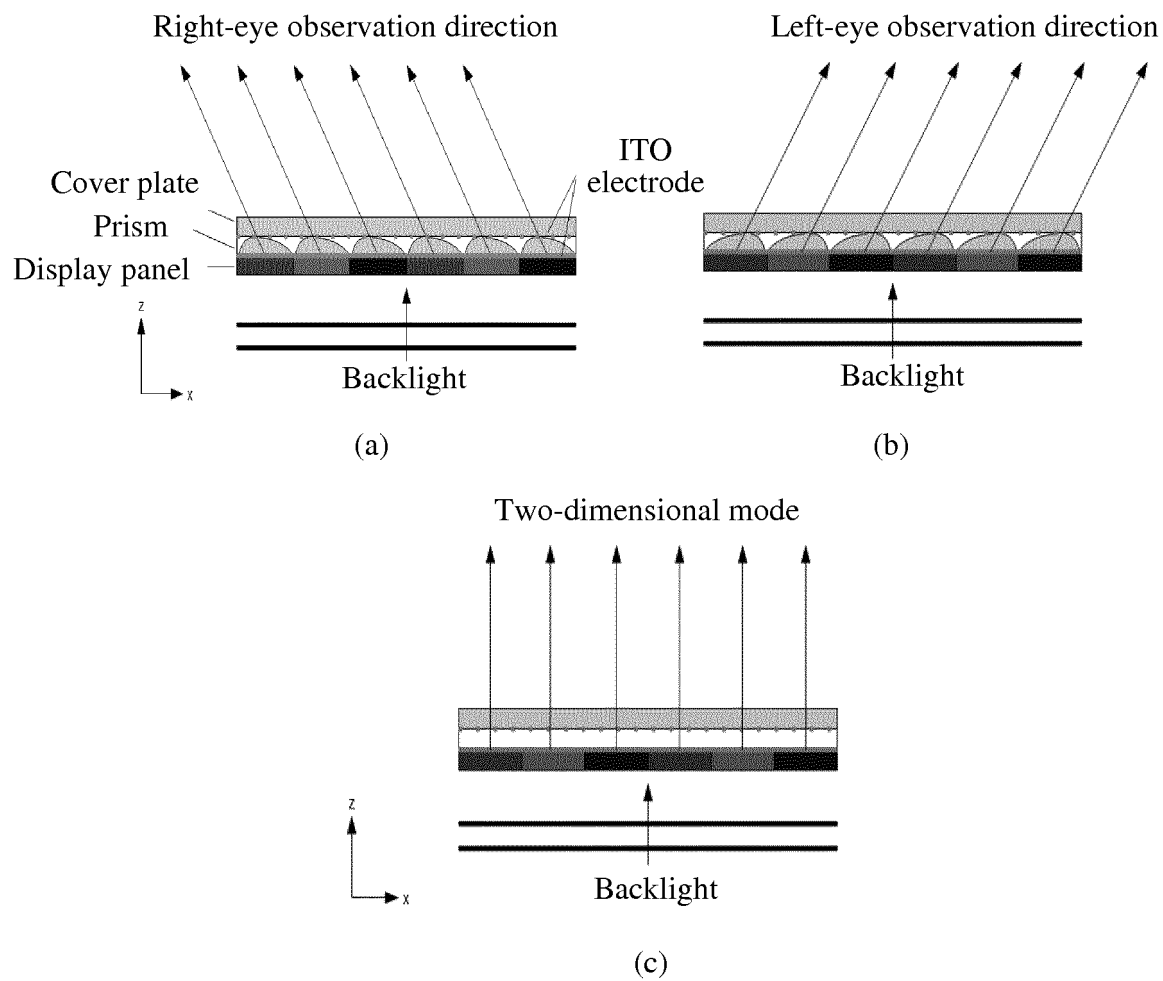 Right-eye observation direction
Left-eye observation direction
ITO
electrode
Cover plate
Prism
Display panel
z
x
Backlight
Backlight
(a)
(b)
Two-dimensional mode
z
x
Backlight
(c)